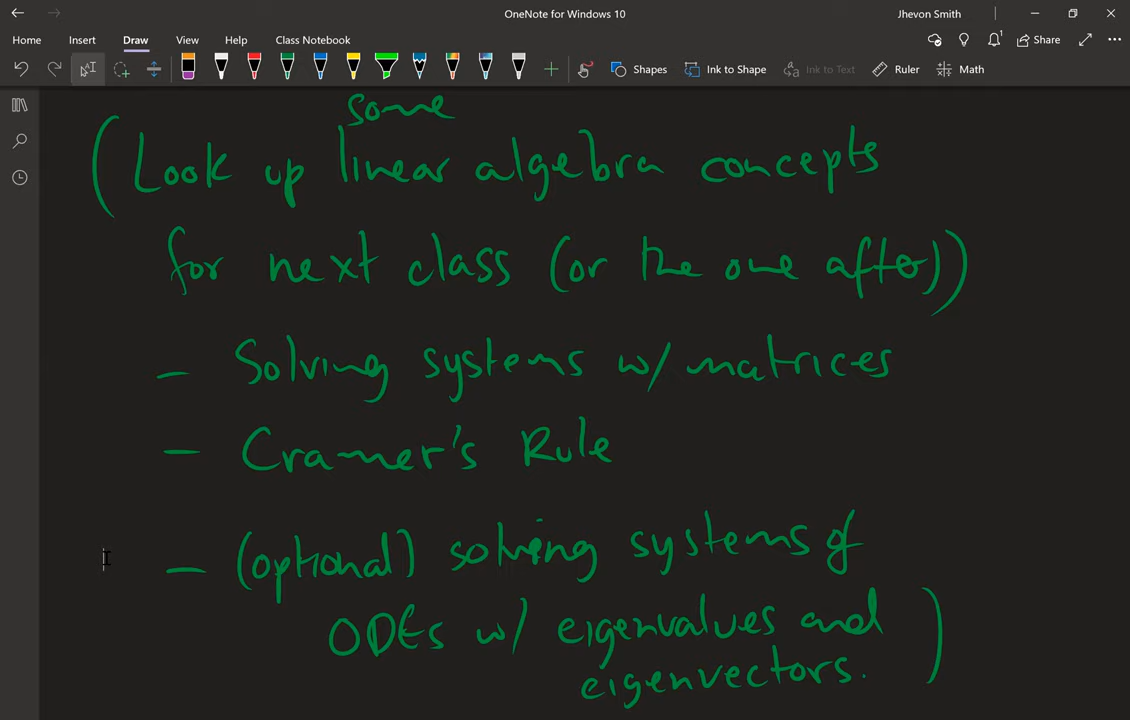 OneNote for Windows 10
Jhevon Smith
Home Insert Draw View Help Class Notebook
Share
Shapes Ink to Shape Ink to Text Ruler Math
some
(Look up linear algebra concepts
for next class (or the one after))
- Solving systems w/ matrices
- Cramer's Rule
- (optional) solving systems of
ODEs w/ eigenvalues and
eigenvectors. )